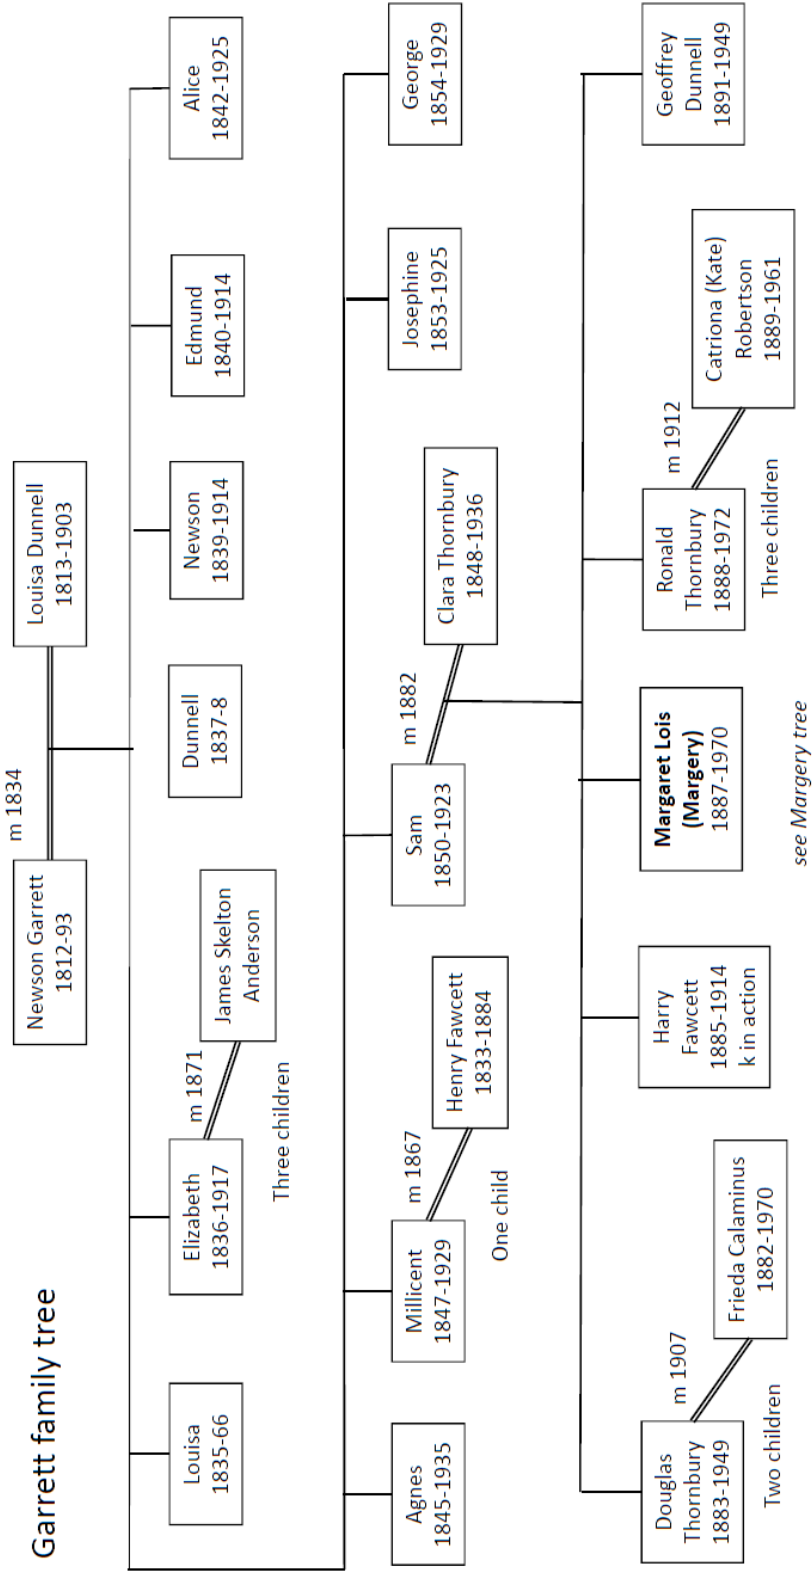 Garrett family tree
m 1834
Newson Garrett
1812-93
Louisa Dunnell
1813-1903
Louisa
1835-66
Elizabeth
1836-1917
m 1871
James Skelton
Anderson
Three children
Dunnell
1837-8
Newson
1839-1914
Edmund
1840-1914
Alice
1842-1925
Agnes
1845-1935
Millicent
1847-1929
m 1867
Henry Fawcett
1833-1884
One child
Sam
1850-1923
m 1882
Clara Thornbury
1848-1936
Josephine
1853-1925
George
1854-1929
Douglas
Thornbury
1883-1949
m 1907
Frieda Calaminus
1882-1970
Two children
Harry
Fawcett
1885-1914
k in action
Margaret Lois
(Margery)
1887-1970
see Margery tree
Ronald
Thornbury
1888-1972
m 1912
Catriona (Kate)
Robertson
1889-1961
Three children
Geoffrey
Dunnell
1891-1949